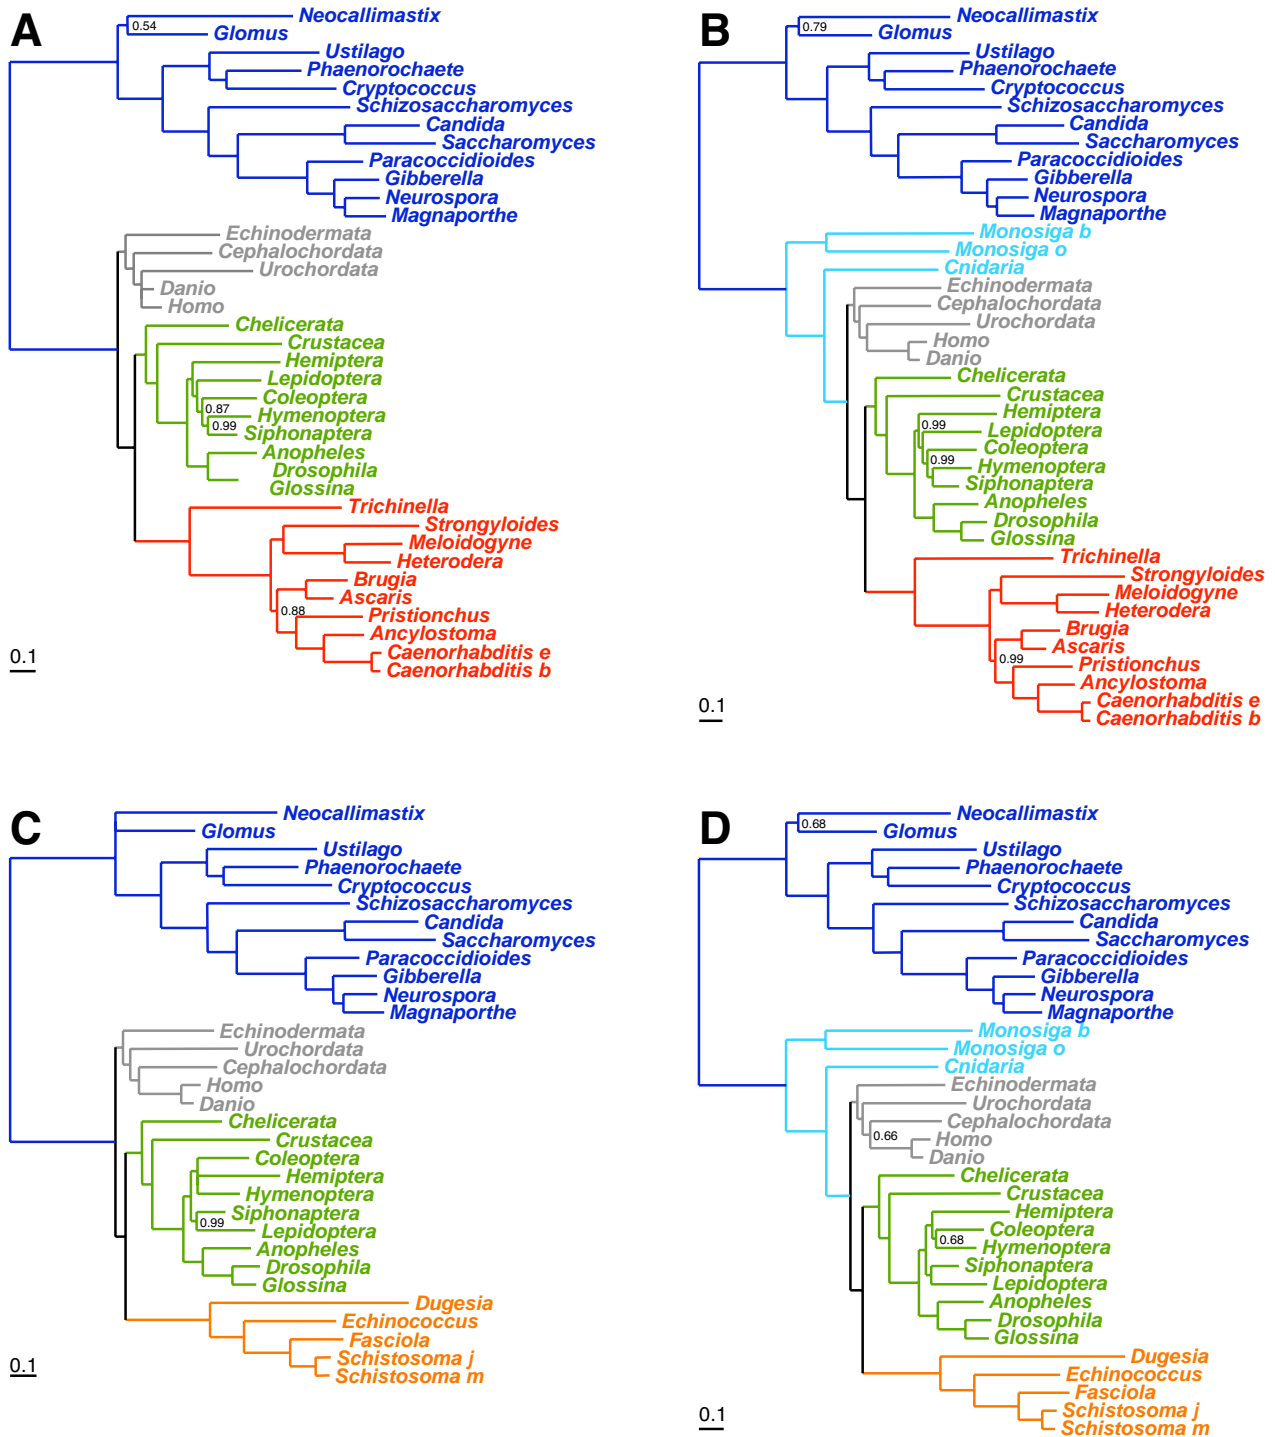 A
0.54
Neocallimastix
Glomus
Ustilago
Phaenorochaete
Cryptococcus
Schizosaccharomyces
Candida
Saccharomyces
Paracoccidioides
Gibberella
Neurospora
Magnaporthe
Echinodermata
Cephalochordata
Urochordata
Danio
Homo
Chelicerata
Crustacea
Hemiptera
Lepidoptera
Coleoptera
0.87
Hymenoptera
0.99
Siphonaptera
Anopheles
Drosophila
Glossina
Trichinella
Strongyloides
Meloidogyne
Heterodera
Brugia
Ascaris
0.88
Pristionchus
Ancylostoma
Caenorhabditis e
Caenorhabditis b
0.1
B
0.79
Neocallimastix
Glomus
Ustilago
Phaenorochaete
Cryptococcus
Schizosaccharomyces
Candida
Saccharomyces
Paracoccidioides
Gibberella
Neurospora
Magnaporthe
Monosiga b
Monosiga o
Cnidaria
Echinodermata
Cephalochordata
Urochordata
Homo
Danio
Chelicerata
Crustacea
Hemiptera
0.99
Lepidoptera
Coleoptera
0.99
Hymenoptera
Siphonaptera
Anopheles
Drosophila
Glossina
Trichinella
Strongyloides
Meloidogyne
Heterodera
Brugia
Ascaris
0.99
Pristionchus
Ancylostoma
Caenorhabditis e
Caenorhabditis b
0.1
C
Neocallimastix
Glomus
Ustilago
Phaenorochaete
Cryptococcus
Schizosaccharomyces
Candida
Saccharomyces
Paracoccidioides
Gibberella
Neurospora
Magnaporthe
Echinodermata
Urochordata
Cephalochordata
Homo
Danio
Chelicerata
Crustacea
Coleoptera
Hemiptera
Hymenoptera
Siphonaptera
0.99
Lepidoptera
Anopheles
Drosophila
Glossina
Dugesia
Echinococcus
Fasciola
Schistosoma j
Schistosoma m
0.1
D
0.68
Neocallimastix
Glomus
Ustilago
Phaenorochaete
Cryptococcus
Schizosaccharomyces
Candida
Saccharomyces
Paracoccidioides
Gibberella
Neurospora
Magnaporthe
Monosiga b
Monosiga o
Cnidaria
Echinodermata
Urochordata
Cephalochordata
0.66
Homo
Danio
Chelicerata
Crustacea
Hemiptera
Coleoptera
0.68
Hymenoptera
Siphonaptera
Lepidoptera
Anopheles
Drosophila
Glossina
Dugesia
Echinococcus
Fasciola
Schistosoma j
Schistosoma m
0.1